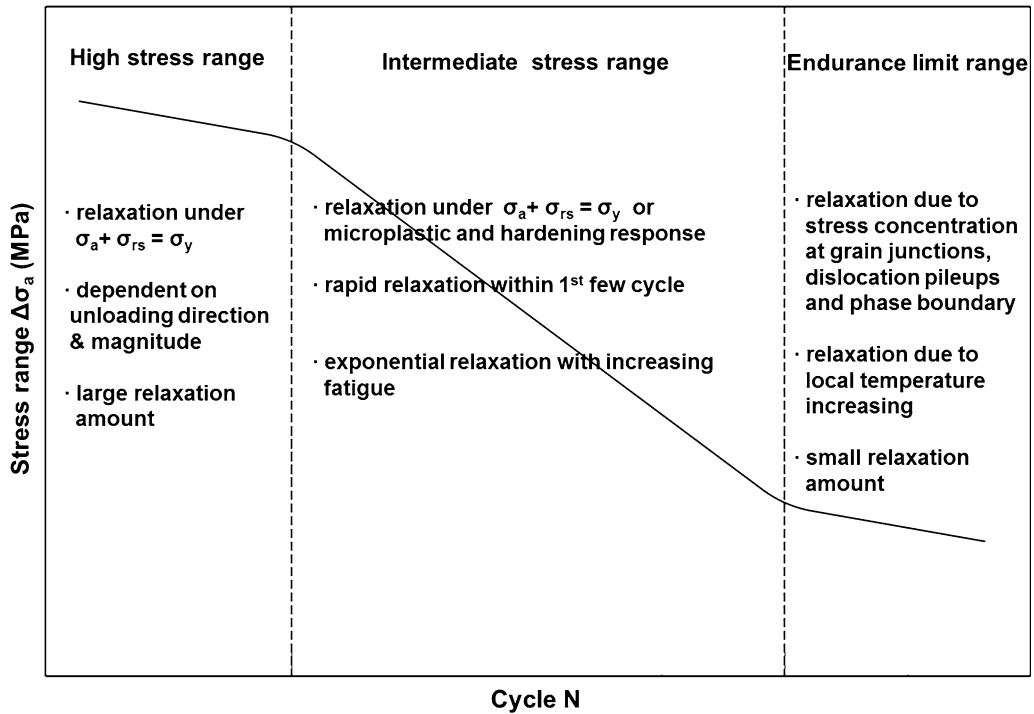 High stress range
Intermediate stress range
Endurance limit range
· relaxation under
σa+ σrs = σy
· dependent on
unloading direction
& magnitude
· large relaxation
amount
· relaxation under σa+ σrs = σy or
microplastic and hardening response
· rapid relaxation within 1st few cycle
· exponential relaxation with increasing
fatigue
· relaxation due to
stress concentration
at grain junctions,
dislocation pileups
and phase boundary
· relaxation due to
local temperature
increasing
· small relaxation
amount
Stress range Δσa (MPa)
Cycle N